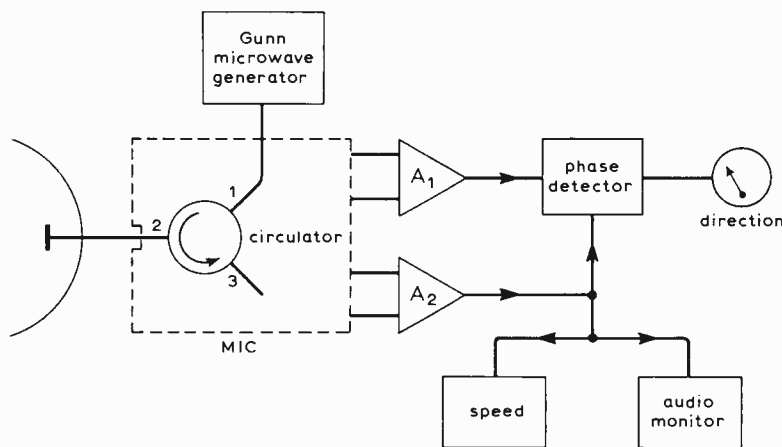 Gunn
microwave
generator
1
2
3
circulator
MIC
A1
A2
phase
detector
direction
speed
audio
monitor